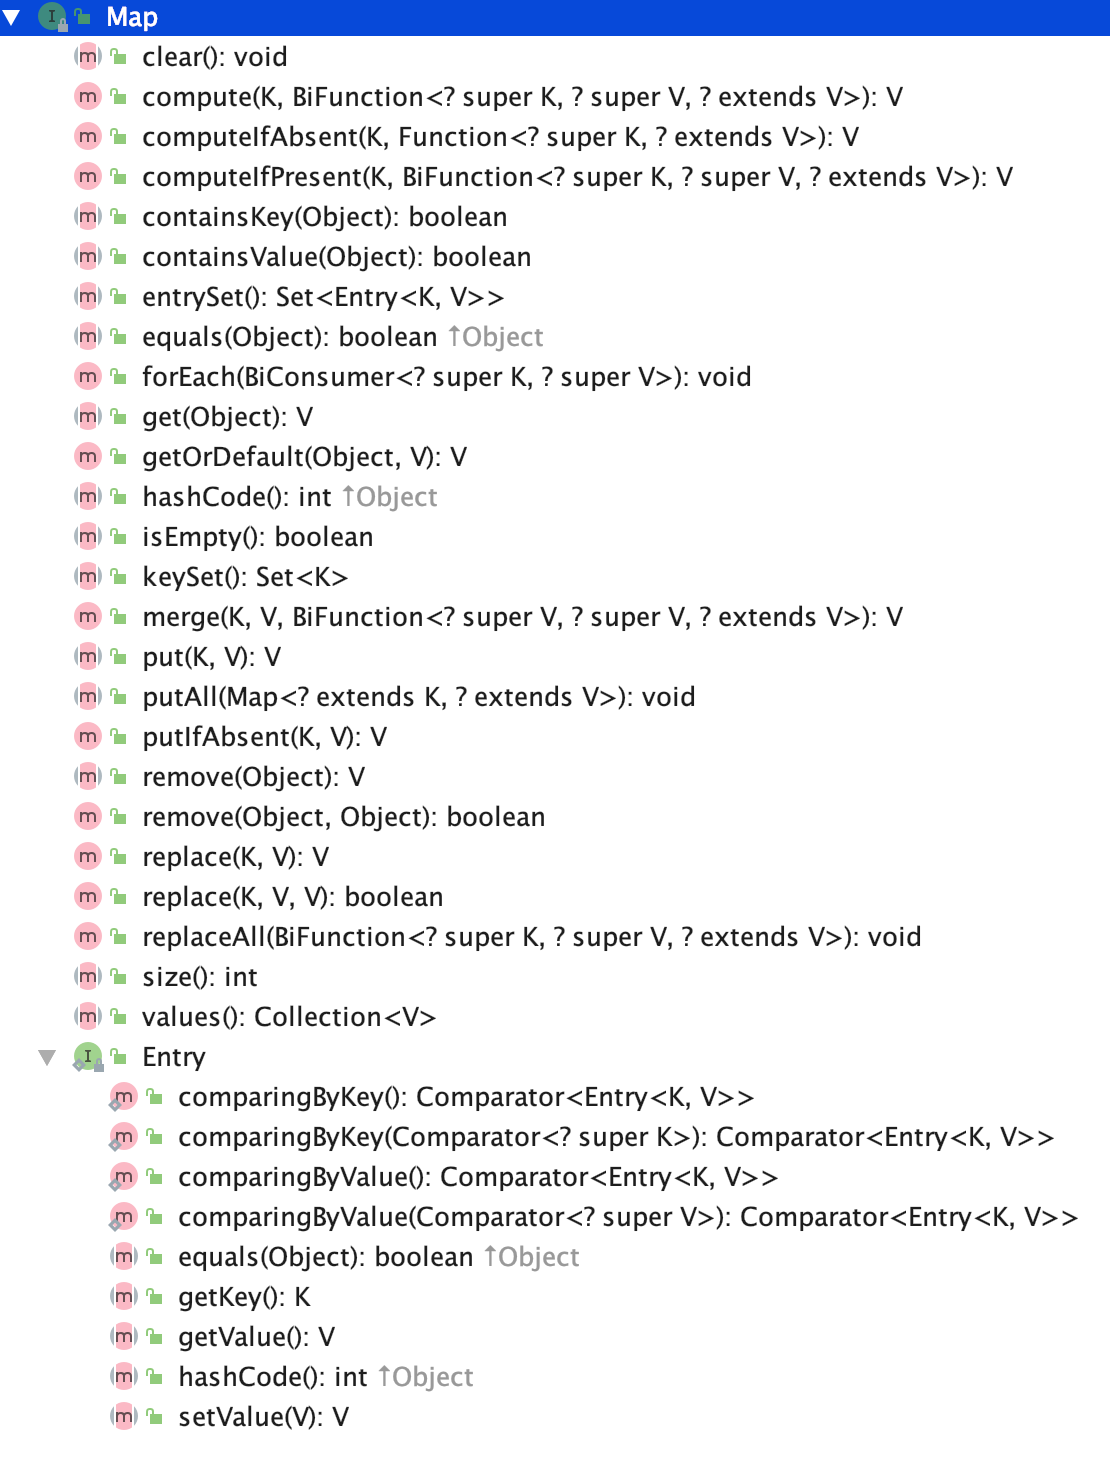 Map
clear(): void
compute(K, BiFunction<? super K, ? super V, ? extends V>): V
computeIfAbsent(K, Function<? super K, ? extends V>): V
computeIfPresent(K, BiFunction<? super K, ? super V, ? extends V>): V
containsKey(Object): boolean
containsValue(Object): boolean
entrySet(): Set<Entry<K, V>>
equals(Object): boolean ↑Object
forEach(BiConsumer<? super K, ? super V>): void
get(Object): V
getOrDefault(Object, V): V
hashCode(): int ↑Object
isEmpty(): boolean
keySet(): Set<K>
merge(K, V, BiFunction<? super V, ? super V, ? extends V>): V
put(K, V): V
putAll(Map<? extends K, ? extends V>): void
putIfAbsent(K, V): V
remove(Object): V
remove(Object, Object): boolean
replace(K, V): V
replace(K, V, V): boolean
replaceAll(BiFunction<? super K, ? super V, ? extends V>): void
size(): int
values(): Collection<V>
Entry
comparingByKey(): Comparator<Entry<K, V>>
comparingByKey(Comparator<? super K>): Comparator<Entry<K, V>>
comparingByValue(): Comparator<Entry<K, V>>
comparingByValue(Comparator<? super V>): Comparator<Entry<K, V>>
equals(Object): boolean ↑Object
getKey(): K
getValue(): V
hashCode(): int ↑Object
setValue(V): V